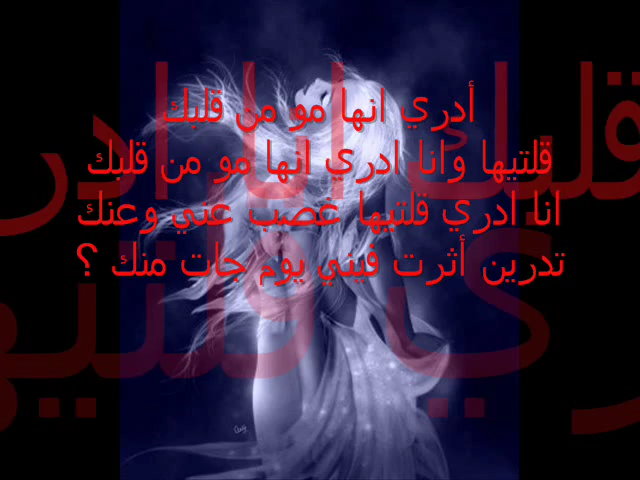 أدري انها مو من قلبك
قلتيها وانا ادري انها مو من قلبك
انا ادري قلتيها غصب عني وعنك
تدرين أثرت فيني يوم جات منك ؟